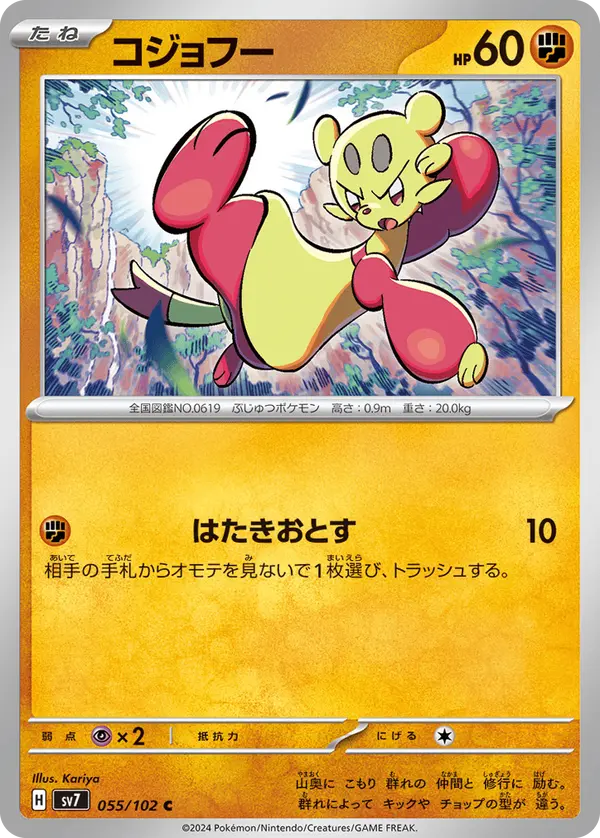 たね コジョフー HP60
全国図鑑NO.0619 ぶじゅつポケモン 高さ:0.9m 重さ:20.0kg
はたきおとす 10
相手の手札からオモテを見ないで1枚選び、トラッシュする。
弱点 ×2 抵抗力 にげる
Illus. Kariya
山奥に こもり 群れの 仲間と 修行に 励む。
群れによって キックや チョップの型が 違う。
H sv7 055/102 C
©2024 Pokémon/Nintendo/Creatures/GAME FREAK.